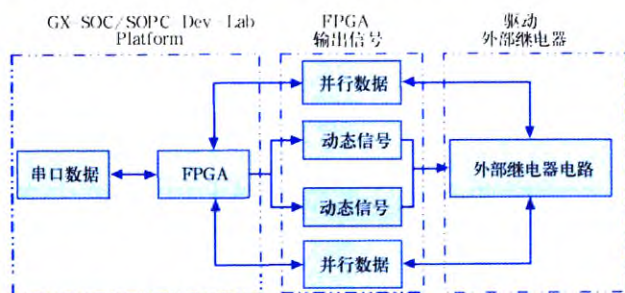 GX-SOC/SOPC Dev-Lab
Platform
FPGA
输出信号
驱动
外部继电器
并行数据
动态信号
串口数据
FPGA
外部继电器电路
动态信号
并行数据